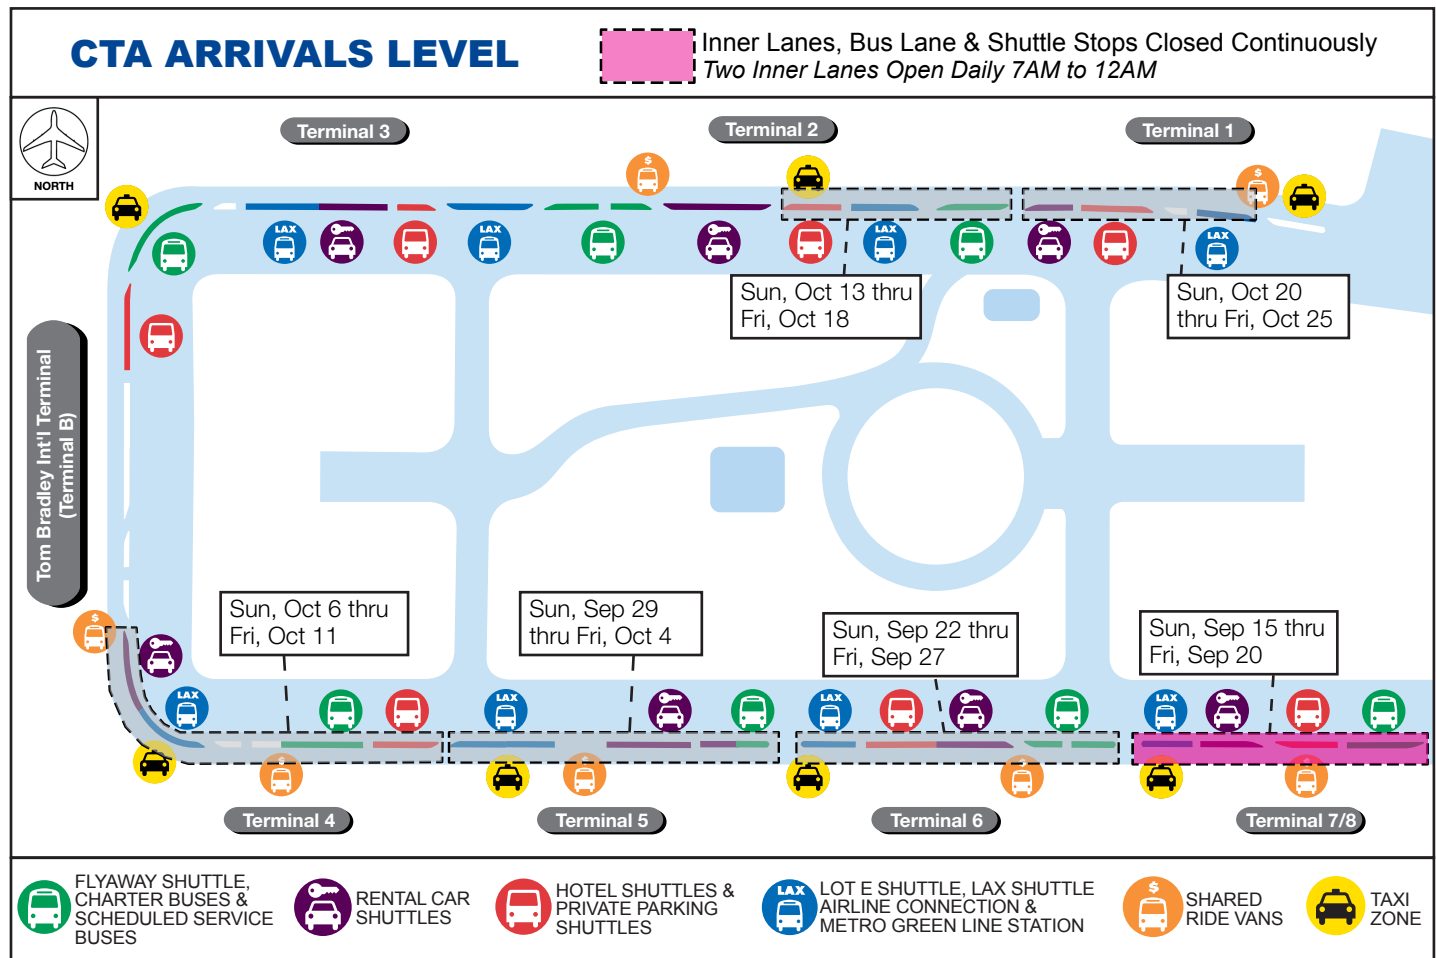 CTA ARRIVALS LEVEL
Inner Lanes, Bus Lane & Shuttle Stops Closed Continuously
Two Inner Lanes Open Daily 7AM to 12AM
NORTH
Terminal 3
Terminal 2
Terminal 1
$
$
LAX
LAX
LAX
LAX
Sun, Oct 13 thru
Fri, Oct 18
Sun, Oct 20
thru Fri, Oct 25
Tom Bradley Int'l Terminal
(Terminal B)
Sun, Oct 6 thru
Fri, Oct 11
Sun, Sep 29
thru Fri, Oct 4
Sun, Sep 22 thru
Fri, Sep 27
Sun, Sep 15 thru
Fri, Sep 20
$
LAX
LAX
LAX
LAX
$
$
$
$
Terminal 4
Terminal 5
Terminal 6
Terminal 7/8
FLYAWAY SHUTTLE,
CHARTER BUSES &
SCHEDULED SERVICE
BUSES
RENTAL CAR
SHUTTLES
HOTEL SHUTTLES &
PRIVATE PARKING
SHUTTLES
LAX
LOT E SHUTTLE, LAX SHUTTLE
AIRLINE CONNECTION &
METRO GREEN LINE STATION
$
SHARED
RIDE VANS
TAXI
ZONE